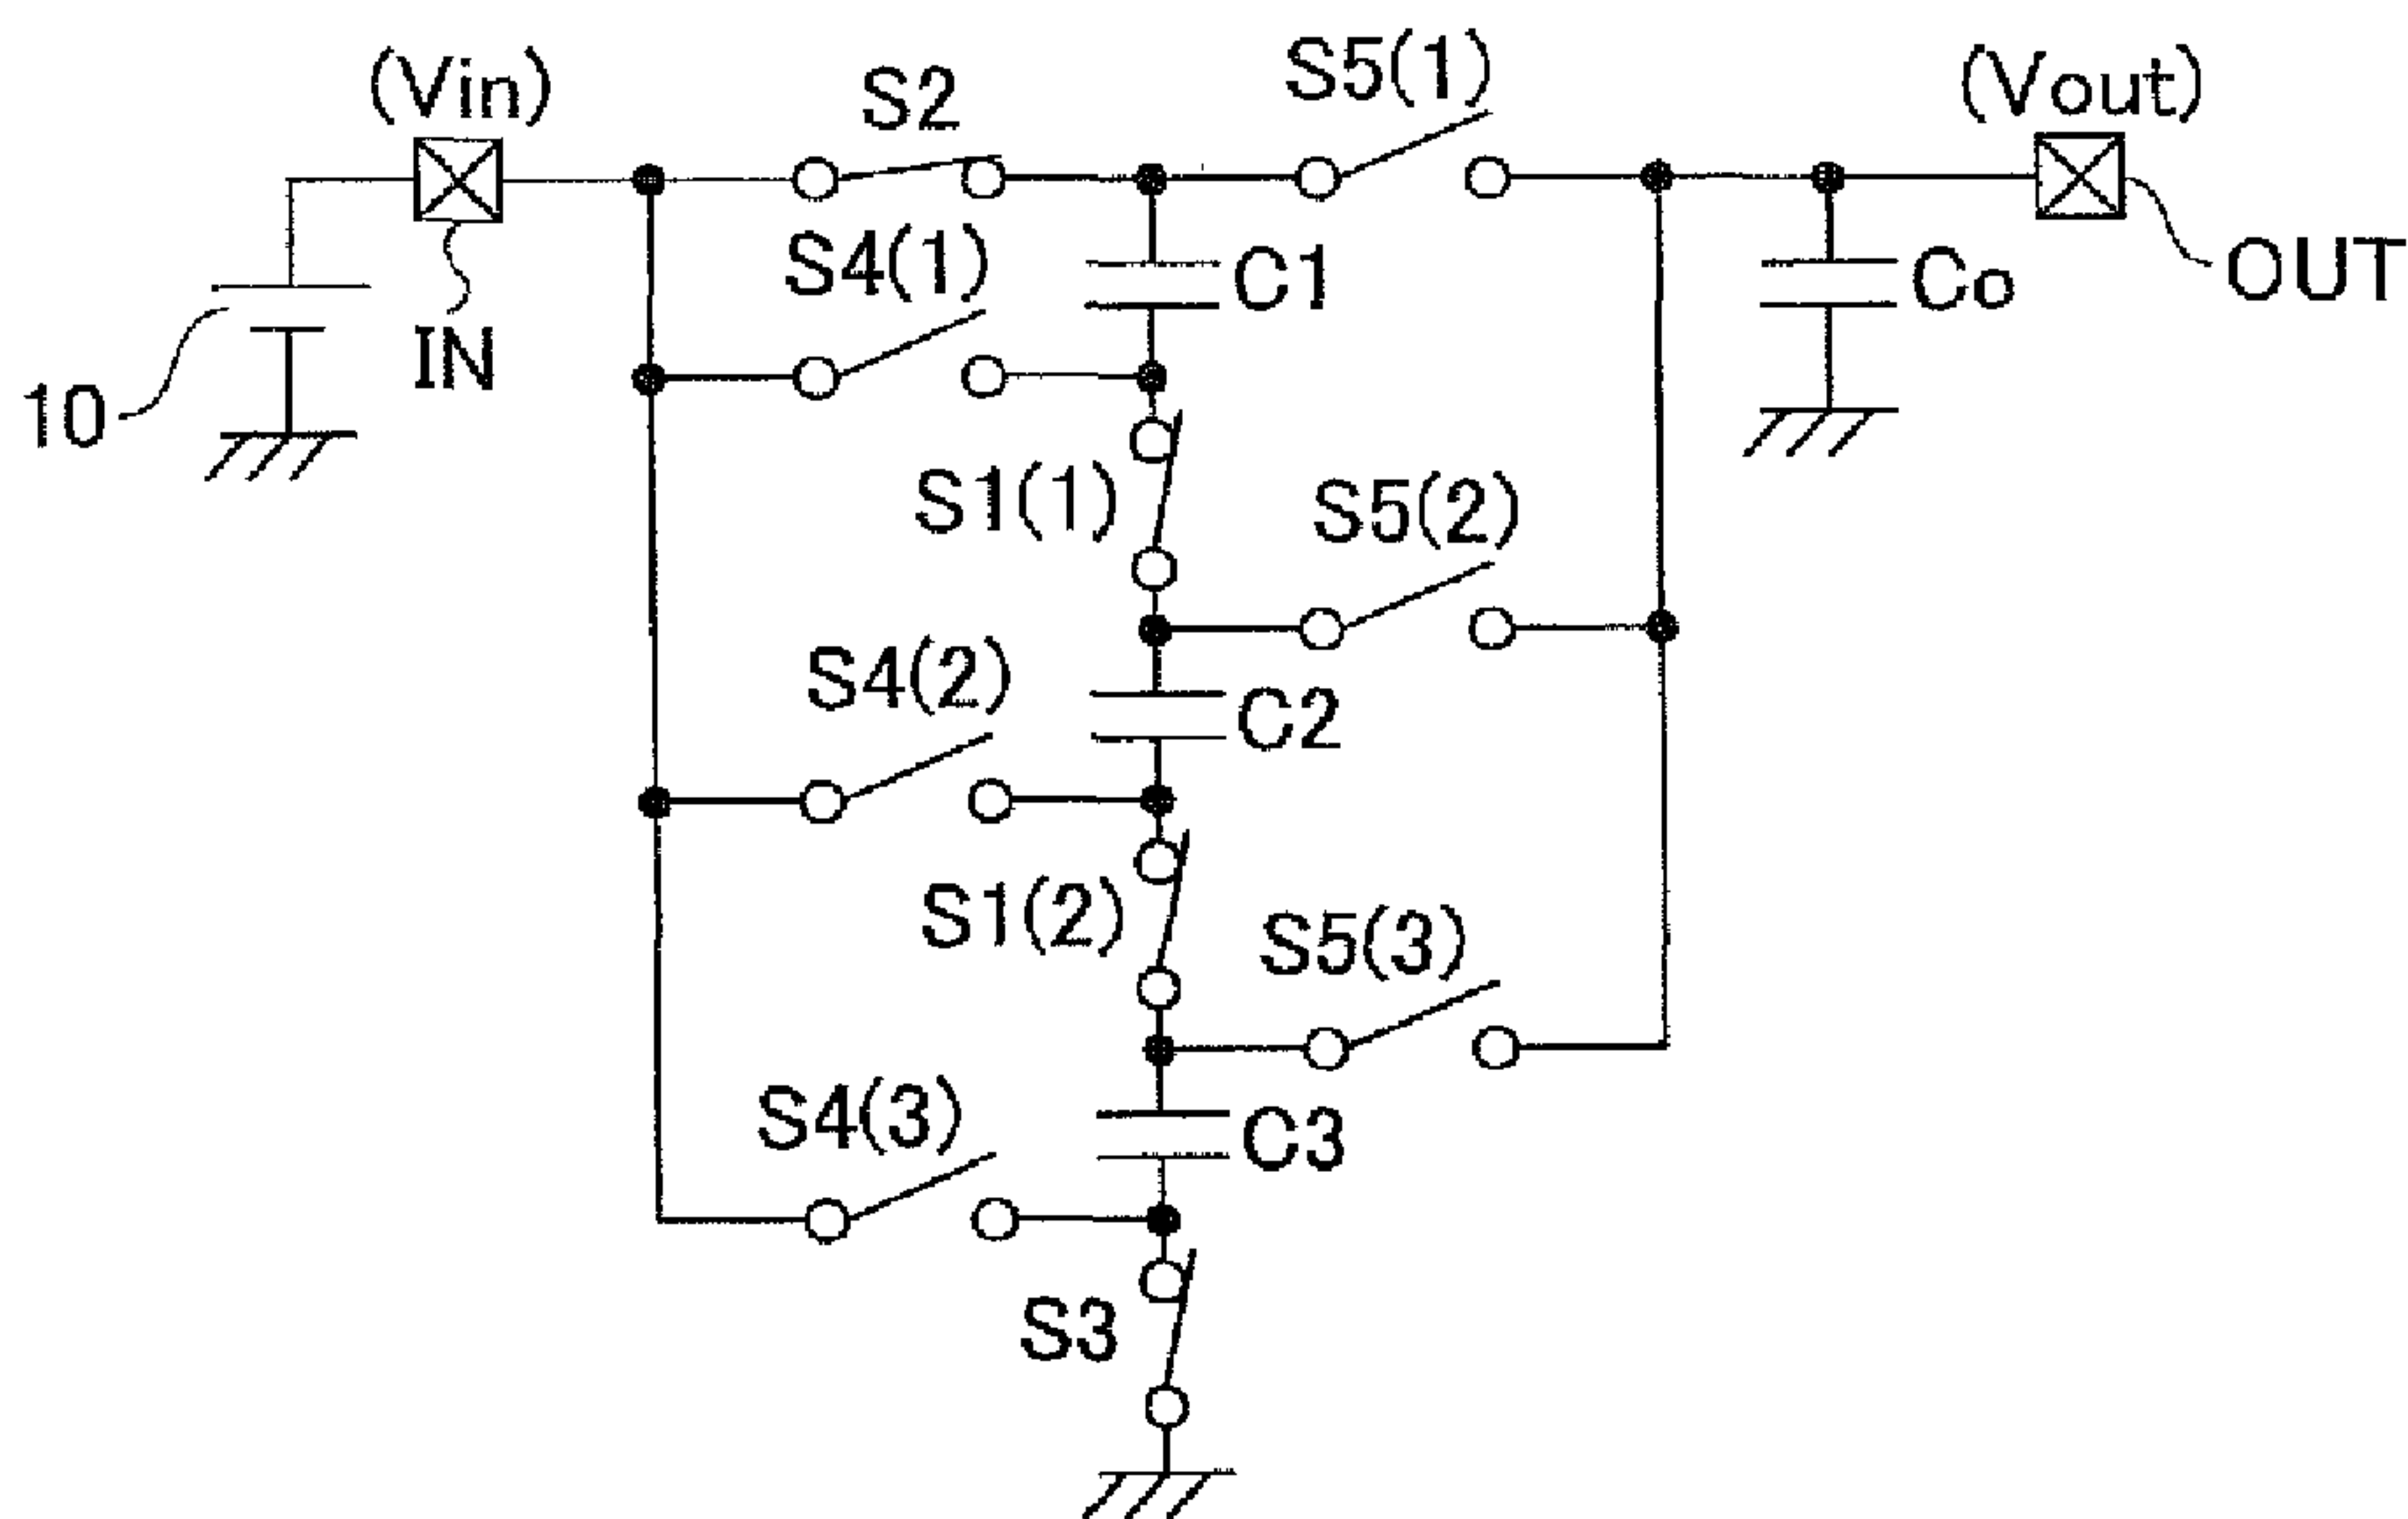 (Vin)
S2
S5(1)
(Vout)
S4(1)
C1
Co
OUT
IN
10
S1(1)
S5(2)
S4(2)
C2
S1(2)
S5(3)
S4(3)
C3
S3